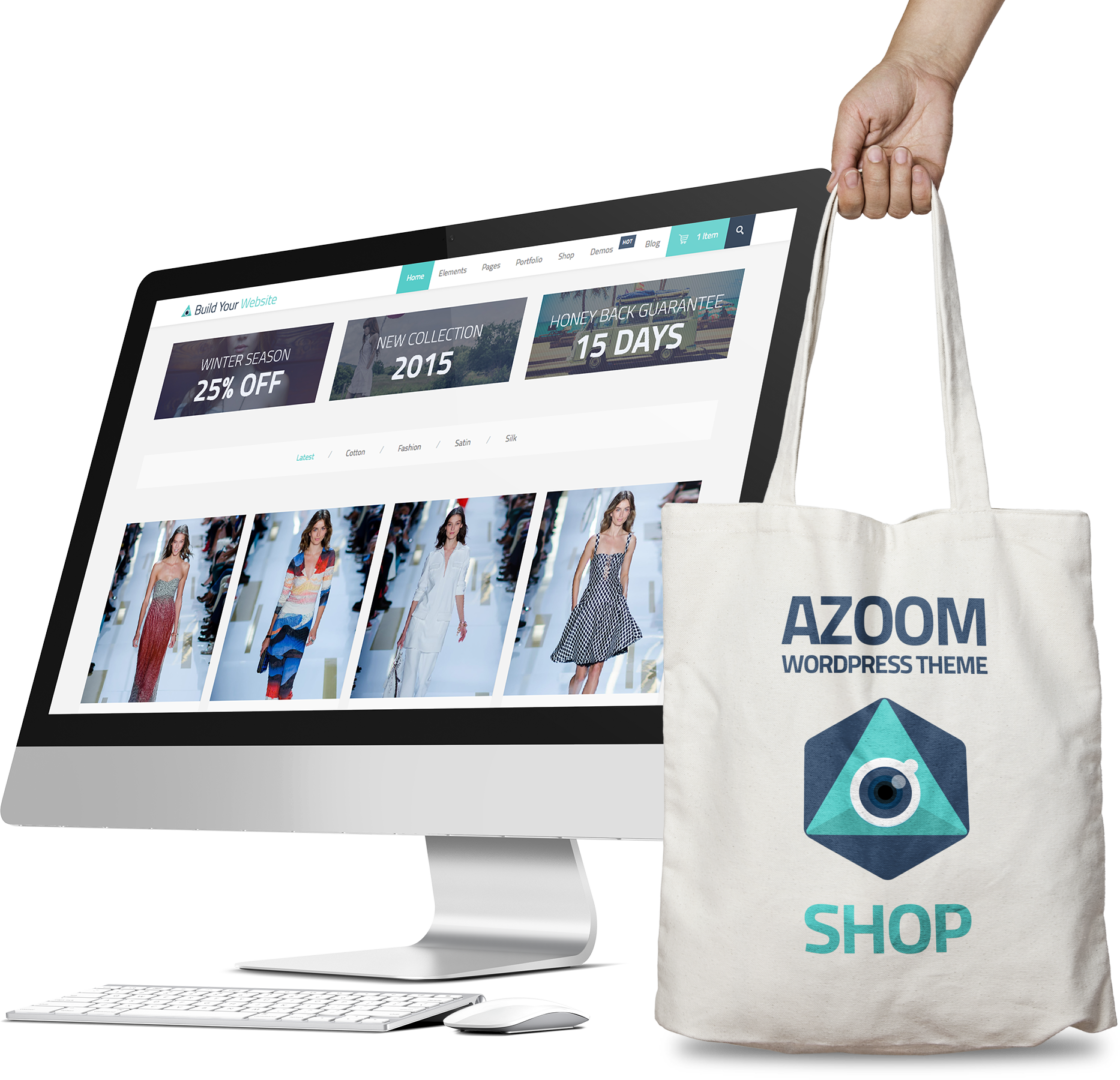 Build Your Website
Home
Elements
Pages
Portfolio
Shop
Demos
HOT
Blog
1 Item
WINTER SEASON
25% OFF
NEW COLLECTION
2015
HONEY BACK GUARANTEE
15 DAYS
Latest / Cotton / Fashion / Satin / Silk
AZOOM
WORDPRESS THEME
SHOP